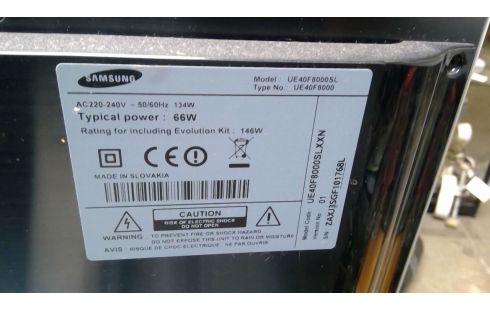 SAMSUNG
Model : UE40F8000SL
Type No. : UE40F8000
AC220-240V ~ 50/60Hz 134W
Typical power : 66W
Rating for including Evolution Kit : 146W
CE
MADE IN SLOVAKIA
CAUTION
RISK OF ELECTRIC SHOCK
DO NOT OPEN
WARNING : TO PREVENT FIRE OR SHOCK HAZARD
DO NOT EXPOSE THIS UNIT TO RAIN OR MOISTURE
AVIS : RISQUE DE CHOC ELECTRIQUE NE PAR OUVRIR
Model Code UE40F8000SLXXN
Version No 01
S/N ZAXJ3SGF101768L